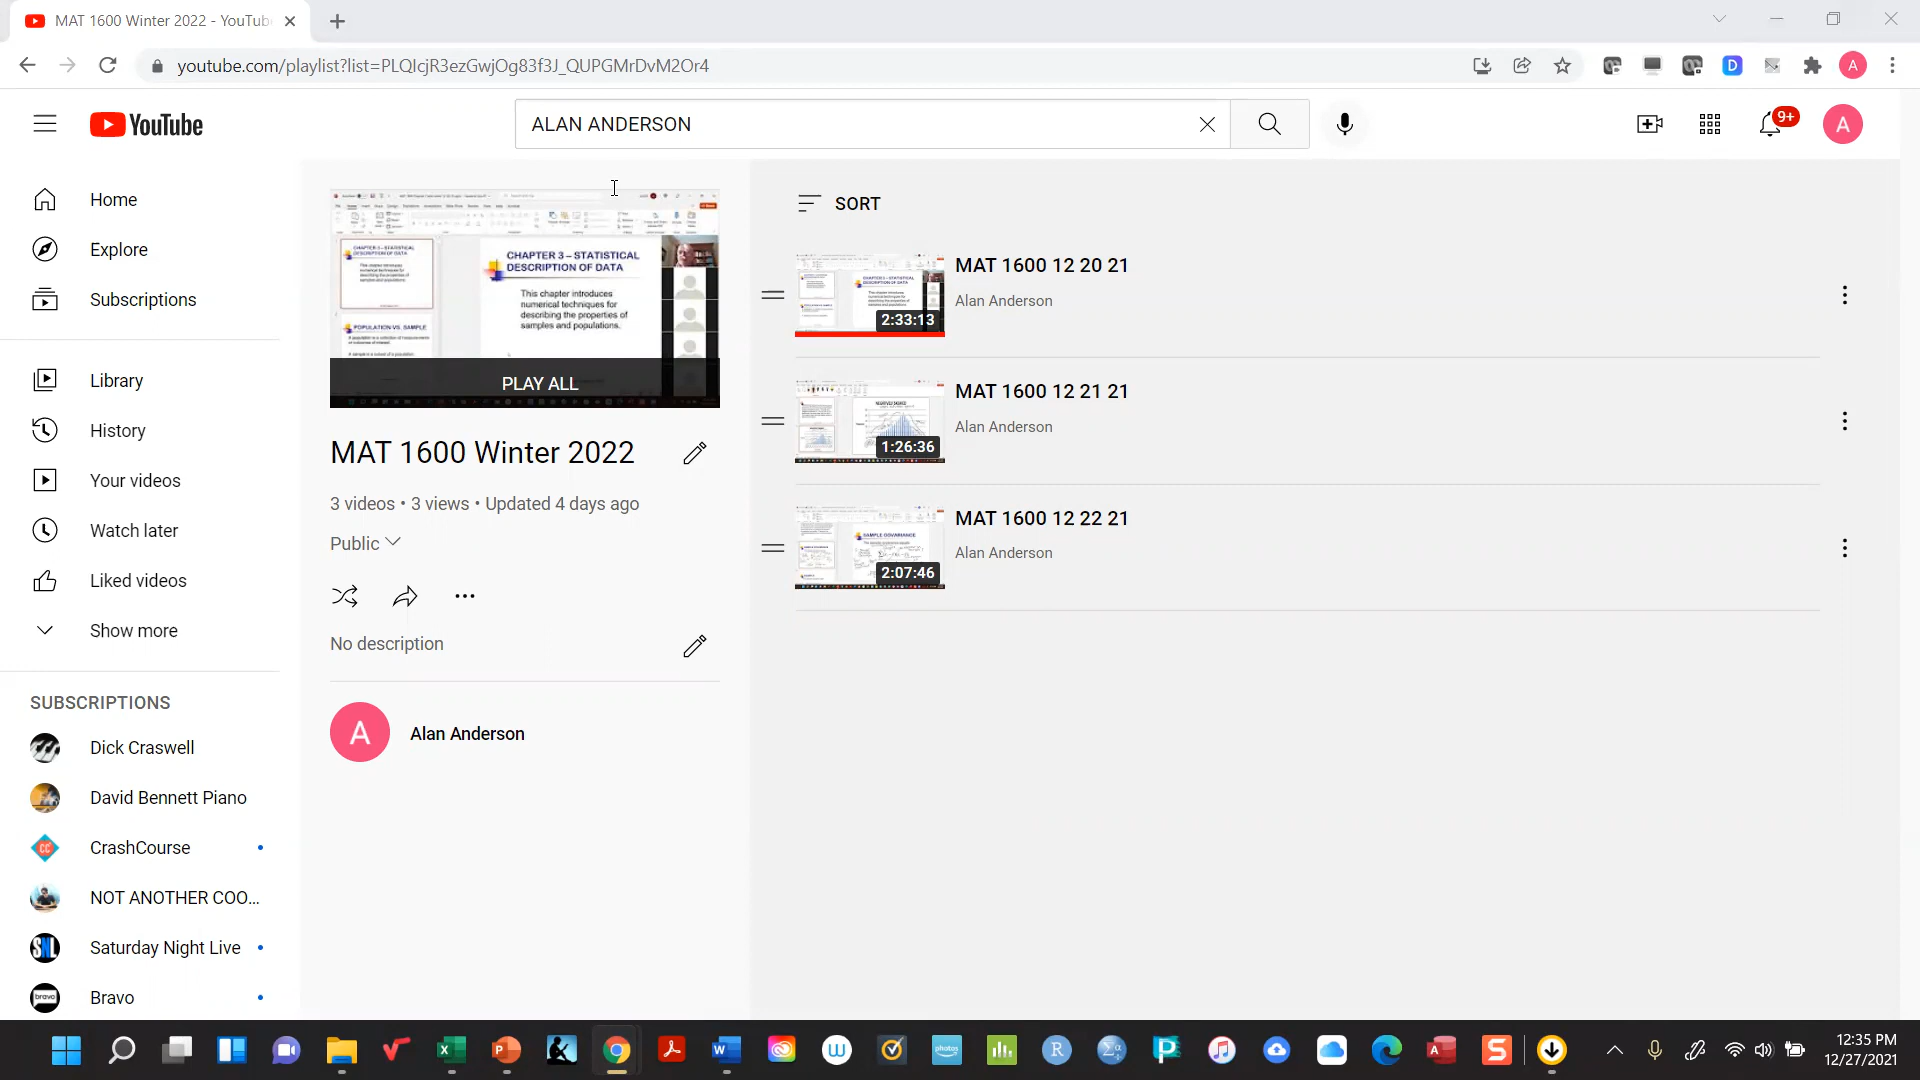 MAT 1600 Winter 2022 - YouTub
youtube.com/playlist?list=PLQIcjR3ezGwjOg83f3J_QUPGMrDvM2Or4
D
A
YouTube
ALAN ANDERSON
9+
A
Home
Explore
Subscriptions
Library
History
Your videos
Watch later
Liked videos
Show more
SUBSCRIPTIONS
Dick Craswell
David Bennett Piano
CrashCourse
NOT ANOTHER COO...
Saturday Night Live
Bravo
CHAPTER 3 – STATISTICAL
DESCRIPTION OF DATA
This chapter introduces
numerical techniques for
describing the properties of
samples and populations.
POPULATION VS. SAMPLE
PLAY ALL
MAT 1600 Winter 2022
3 videos • 3 views • Updated 4 days ago
Public
No description
A
Alan Anderson
SORT
MAT 1600 12 20 21
Alan Anderson
2:33:13
MAT 1600 12 21 21
Alan Anderson
1:26:36
MAT 1600 12 22 21
Alan Anderson
SAMPLE COVARIANCE
2:07:46
12:35 PM
12/27/2021